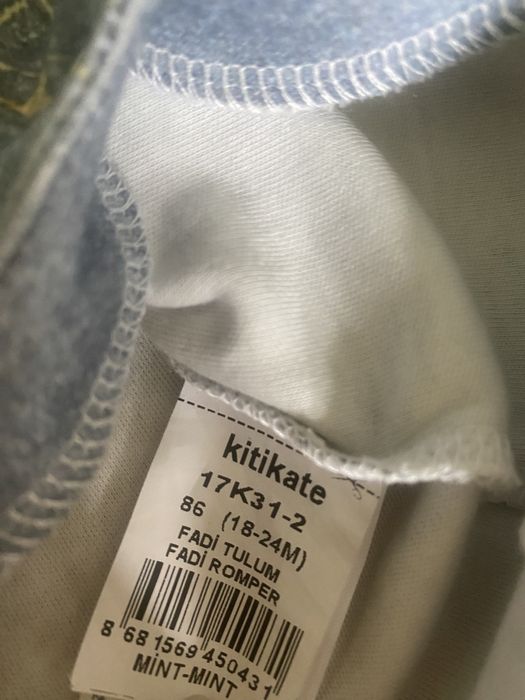 kitikate
17K31-2
86 (18-24M)
FADİ TULUM
FADİ ROMPER
8 681569 450431
MİNT-MİNT